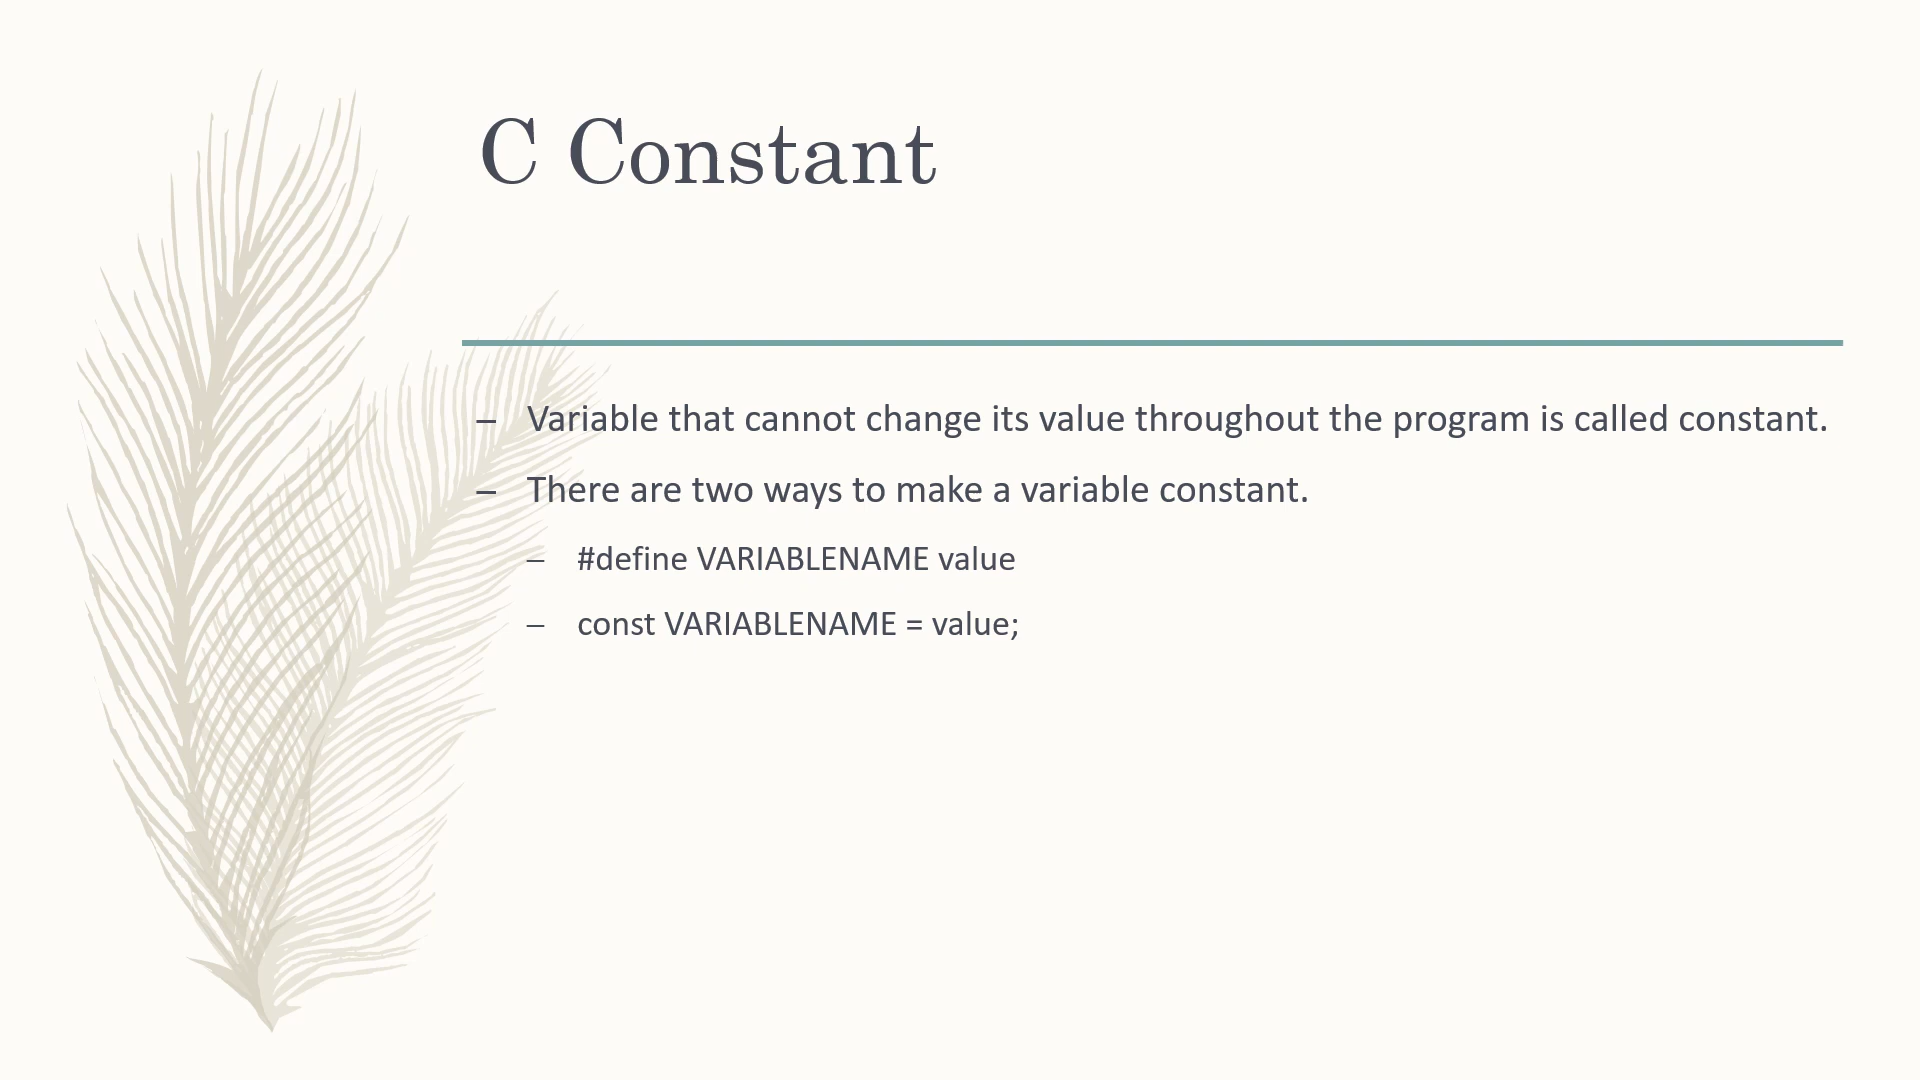 C Constant
– Variable that cannot change its value throughout the program is called constant.
– There are two ways to make a variable constant.
– #define VARIABLENAME value
– const VARIABLENAME = value;